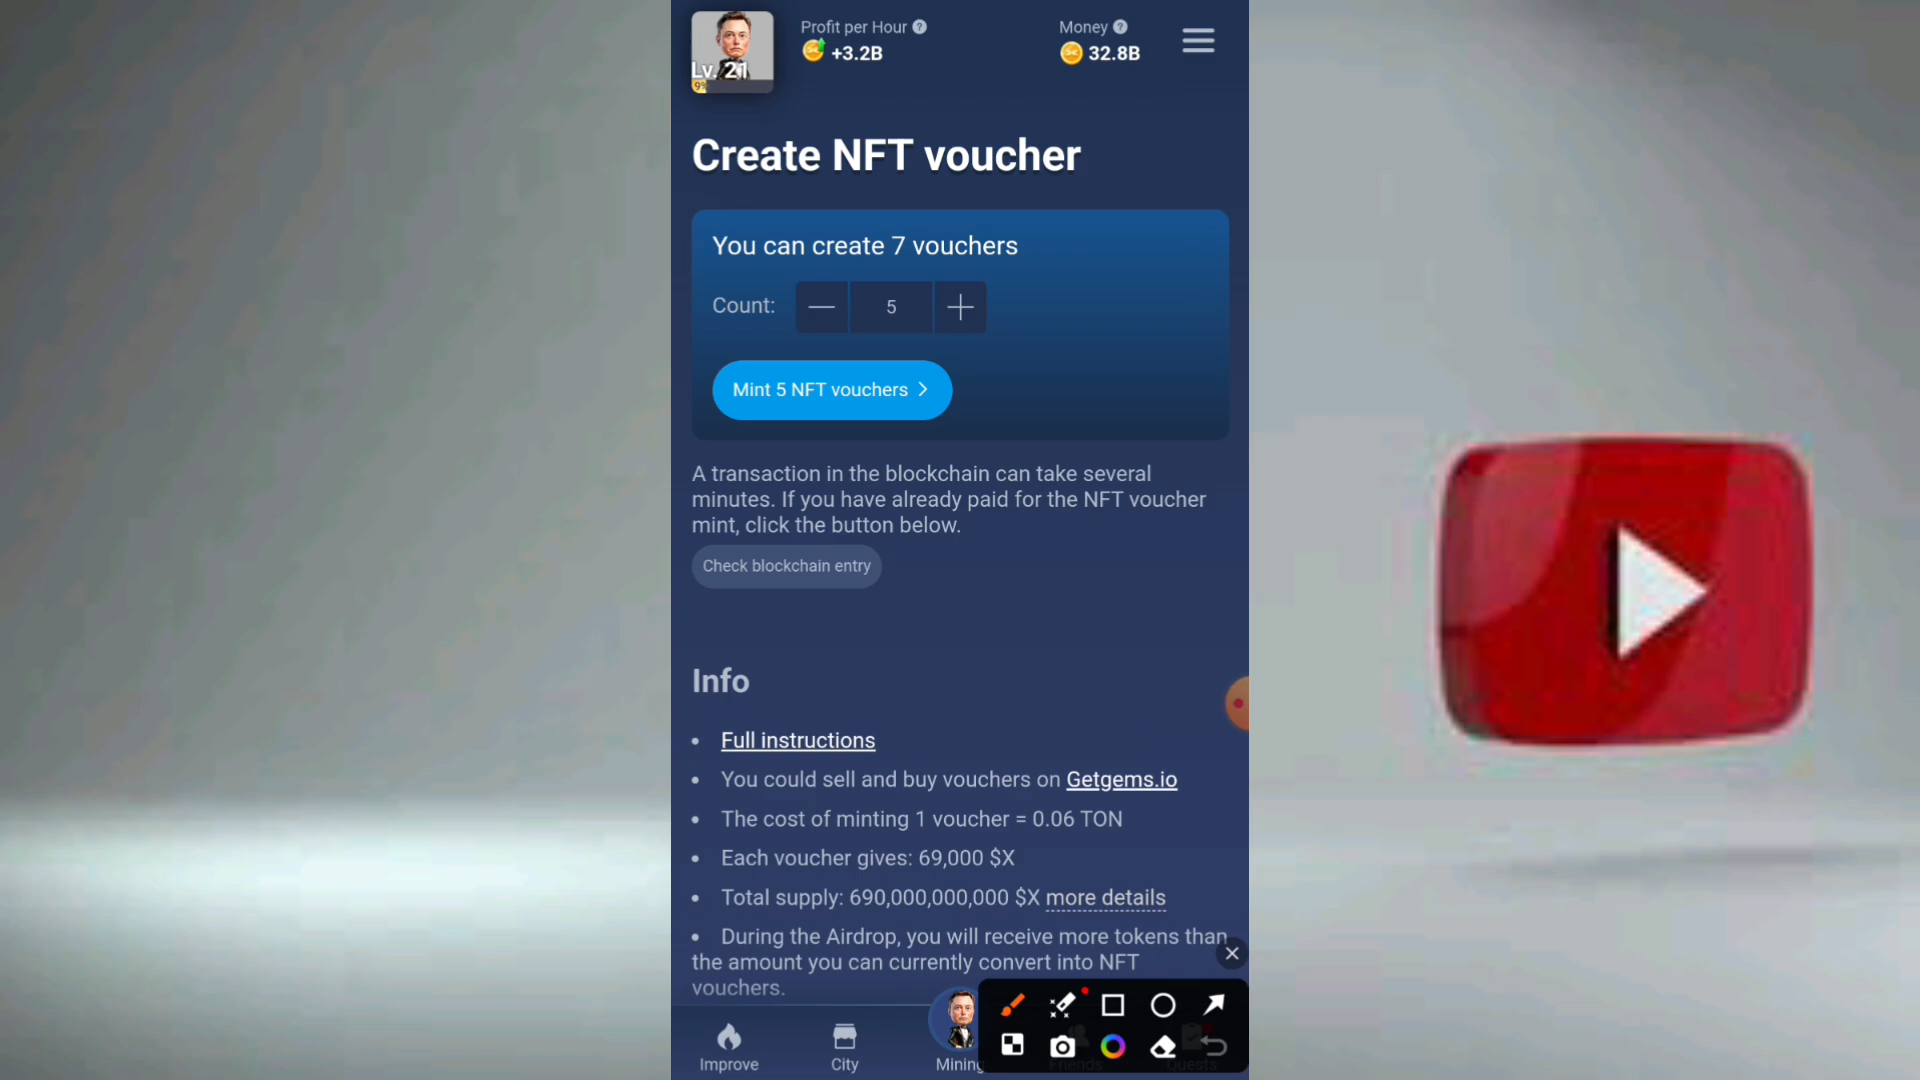 Profit per Hour ?
Money ?
+3.2B
32.8B
Lv. 21
Create NFT voucher
You can create 7 vouchers
Count:
5
Mint 5 NFT vouchers
A transaction in the blockchain can take several
minutes. If you have already paid for the NFT voucher
mint, click the button below.
Check blockchain entry
Info
Full instructions
You could sell and buy vouchers on Getgems.io
The cost of minting 1 voucher = 0.06 TON
Each voucher gives: 69,000 $X
Total supply: 690,000,000,000 $X more details
During the Airdrop, you will receive more tokens than
the amount you can currently convert into NFT
vouchers.
Improve
City
Mining
Friends
Quests